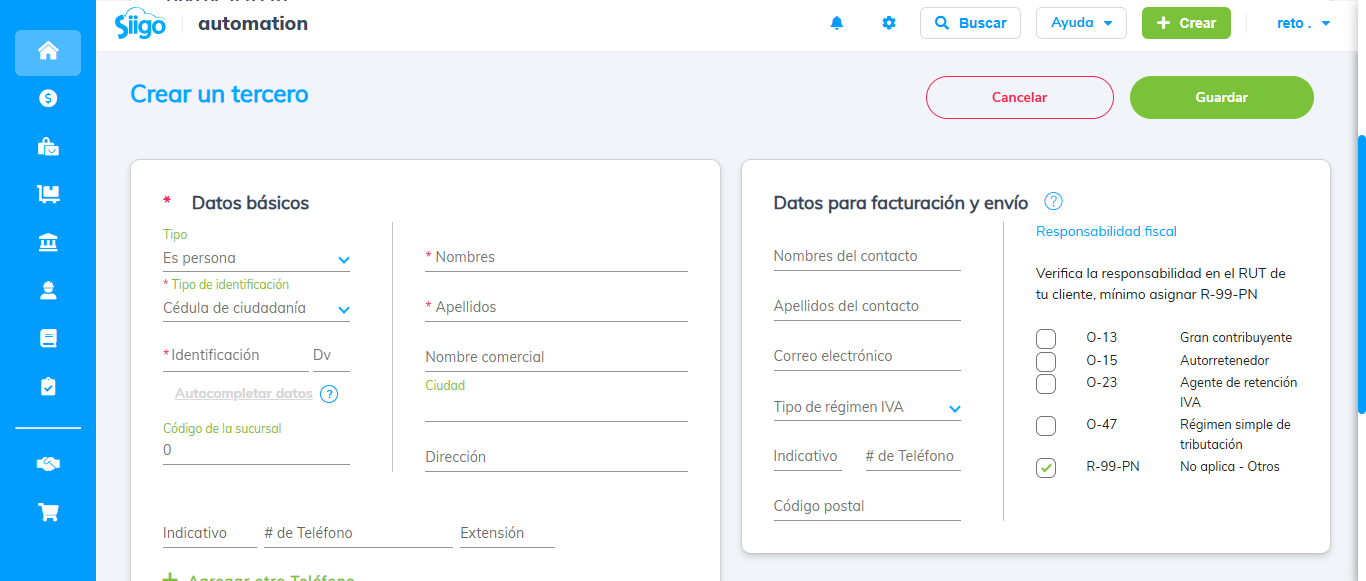 Siigo automation Buscar Ayuda Crear reto .
Crear un tercero
Cancelar Guardar
* Datos básicos
Tipo
Es persona
* Tipo de identificación
Cédula de ciudadanía
*Identificación Dv
Autocompletar datos ?
Código de la sucursal
0
* Nombres
* Apellidos
Nombre comercial
Ciudad
Dirección
Indicativo # de Teléfono Extensión
+ Agregar otro Teléfono
Datos para facturación y envío ?
Nombres del contacto
Apellidos del contacto
Correo electrónico
Tipo de régimen IVA
Indicativo # de Teléfono
Código postal
Responsabilidad fiscal
Verifica la responsabilidad en el RUT de
tu cliente, mínimo asignar R-99-PN
O-13 Gran contribuyente
O-15 Autorretenedor
O-23 Agente de retención
IVA
O-47 Régimen simple de
tributación
R-99-PN No aplica - Otros